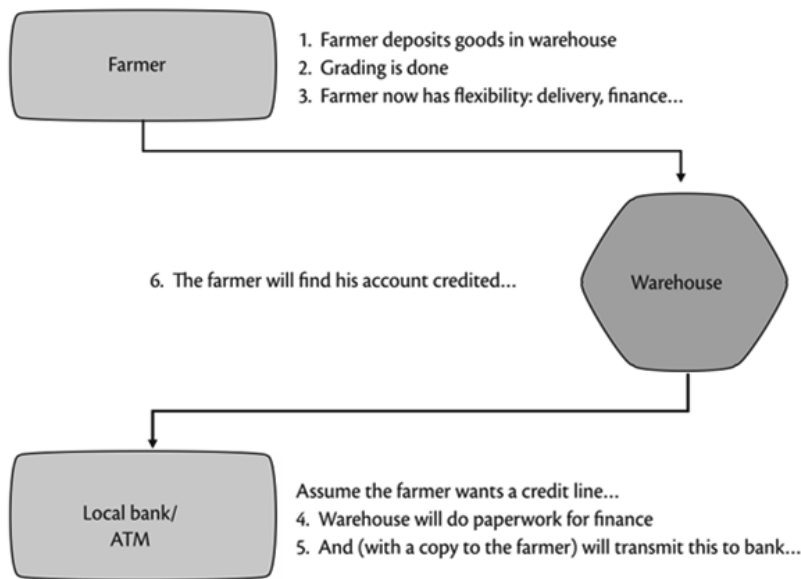 Farmer
1. Farmer deposits goods in warehouse
2. Grading is done
3. Farmer now has flexibility: delivery, finance...
6. The farmer will find his account credited...
Warehouse
Local bank/
ATM
Assume the farmer wants a credit line...
4. Warehouse will do paperwork for finance
5. And (with a copy to the farmer) will transmit this to bank...